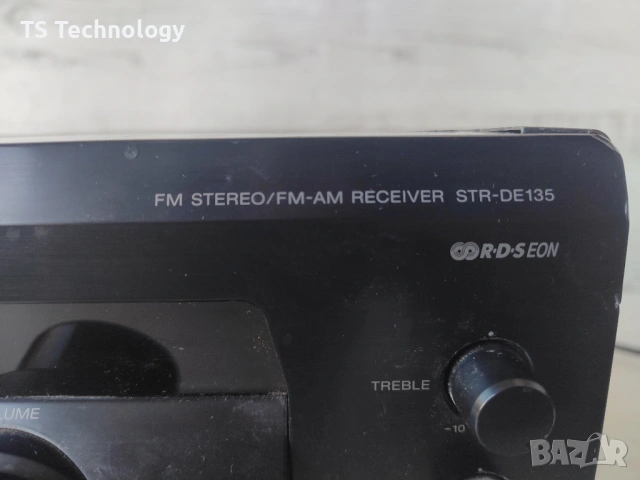 TS Technology
FM STEREO/FM-AM RECEIVER STR-DE135
R·D·S EON
TREBLE
-10
LUME
BAZAR